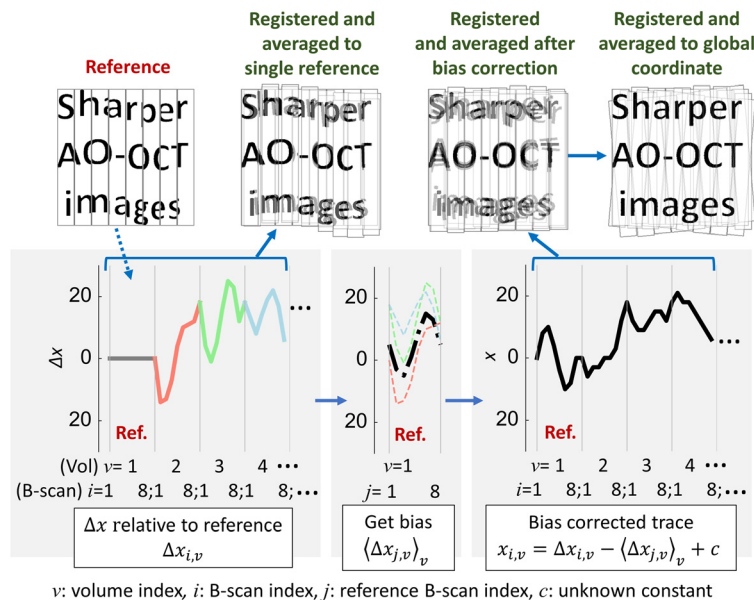 Reference
Registered and averaged to single reference
Registered and averaged after bias correction
Registered and averaged to global coordinate
Sharper
AO-OCT
images
Sharper
AO-OCT
images
Sharper
AO-OCT
images
Sharper
AO-OCT
images
20
0
20
Δx
Ref.
(Vol) v= 1 2 3 4 •••
(B-scan) i=1 8;1 8;1 8;1 8; •••
•••
Δx relative to reference
Δx_{i,v}
20
0
20
Ref.
v=1
j= 1 8
Get bias
⟨Δx_{j,v}⟩_v
20
0
20
x
Ref.
v= 1 2 3 4 •••
i=1 8;1 8;1 8;1 8; •••
•••
Bias corrected trace
x_{i,v} = Δx_{i,v} − ⟨Δx_{j,v}⟩_v + c
v: volume index, i: B-scan index, j: reference B-scan index, c: unknown constant